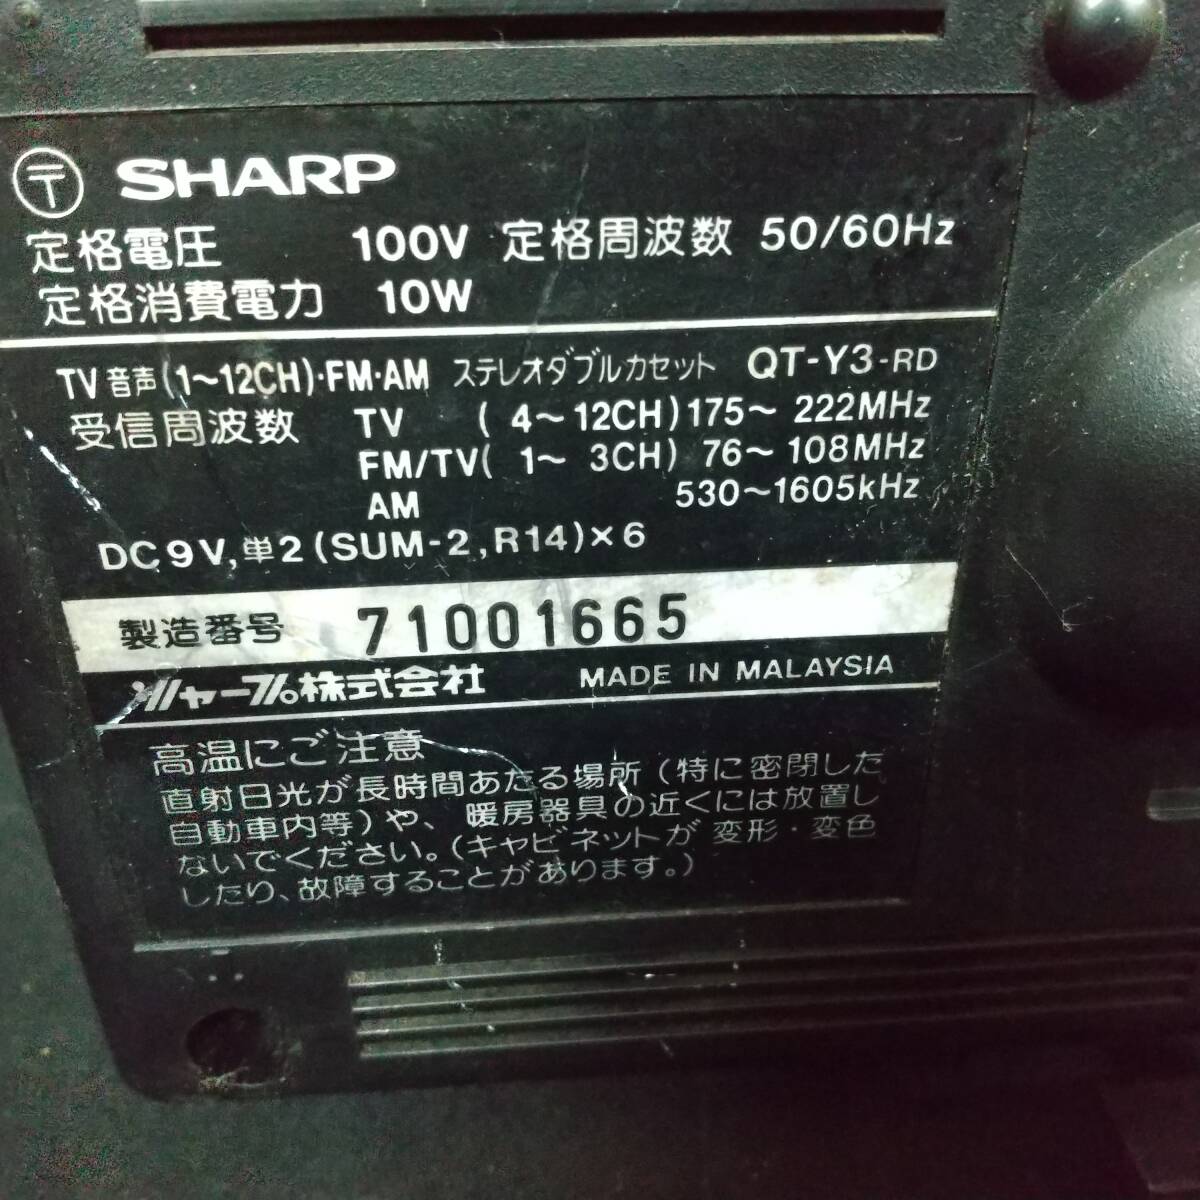 〒 SHARP
定格電圧 100V 定格周波数 50/60Hz
定格消費電力 10W
TV音声(1~12CH)·FM·AM ステレオダブルカセット QT-Y3-RD
受信周波数 TV (4~12CH)175~222MHz
FM/TV(1~3CH) 76~108MHz
AM 530~1605kHz
DC9V,単2(SUM-2,R14)×6
製造番号 71001665
シャープ株式会社 MADE IN MALAYSIA
高温にご注意
直射日光が長時間あたる場所(特に密閉した
自動車内等)や、暖房器具の近くには放置し
ないでください。(キャビネットが変形·変色
したり、故障することがあります。)